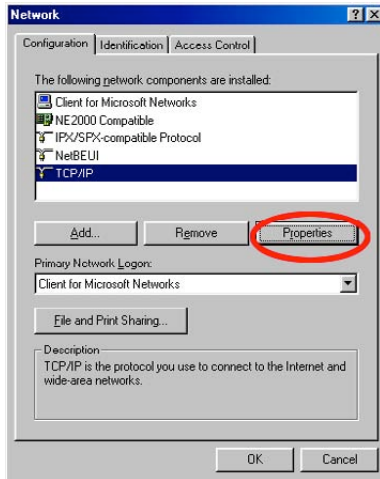 Network
Configuration Identification Access Control
The following network components are installed:
Client for Microsoft Networks
NE2000 Compatible
IPX/SPX-compatible Protocol
NetBEUI
TCP/IP
Add... Remove Properties
Primary Network Logon:
Client for Microsoft Networks
File and Print Sharing...
Description
TCP/IP is the protocol you use to connect to the Internet and
wide-area networks.
OK Cancel